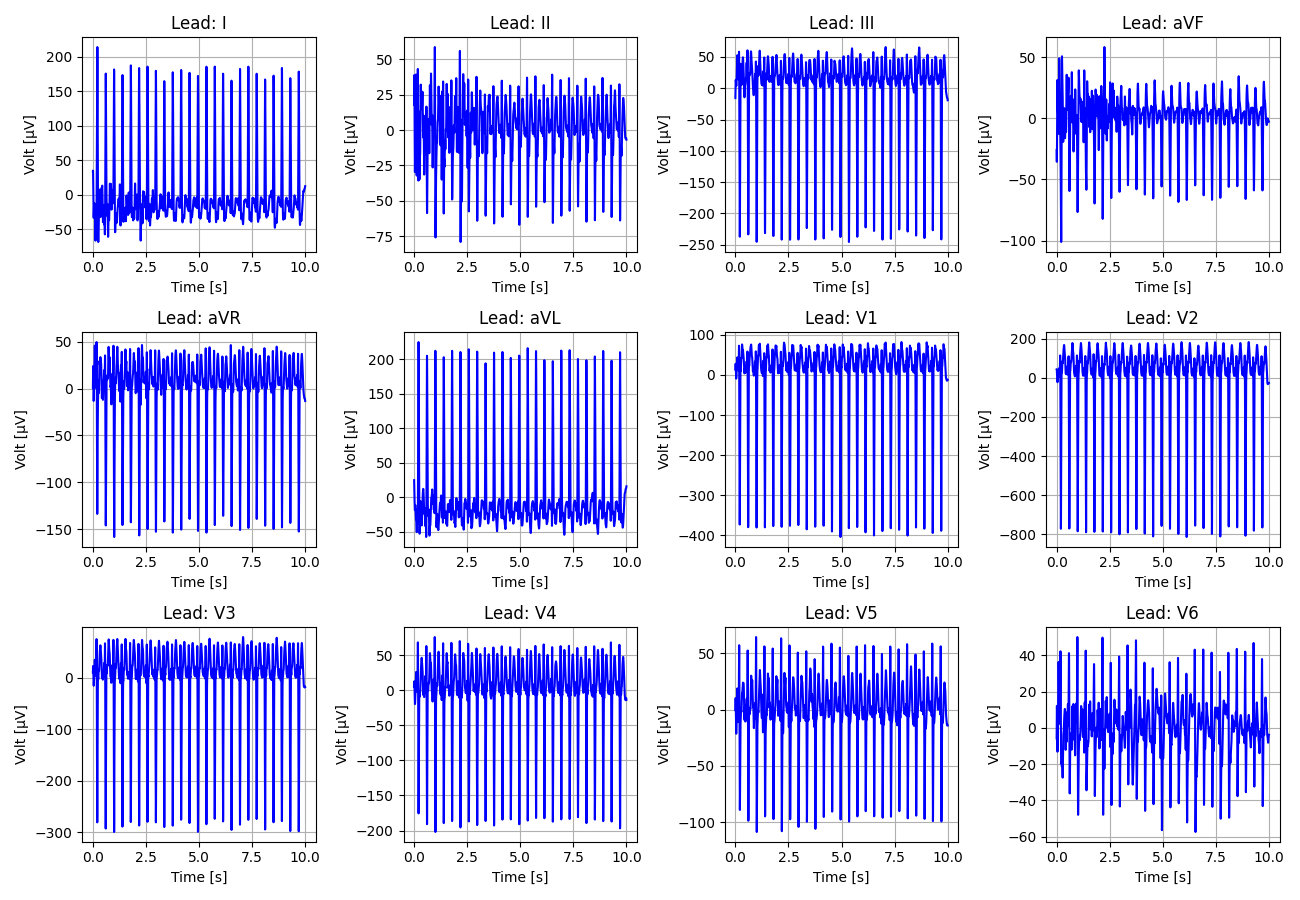 Lead: I Lead: II Lead: III Lead: aVF
200
150
100
50
0
−50
Volt [µV]
0.0 2.5 5.0 7.5 10.0
Time [s]
50
25
0
−25
−50
−75
Volt [µV]
0.0 2.5 5.0 7.5 10.0
Time [s]
50
0
−50
−100
−150
−200
−250
Volt [µV]
0.0 2.5 5.0 7.5 10.0
Time [s]
50
0
−50
−100
Volt [µV]
0.0 2.5 5.0 7.5 10.0
Time [s]
Lead: aVR Lead: aVL Lead: V1 Lead: V2
50
0
−50
−100
−150
Volt [µV]
0.0 2.5 5.0 7.5 10.0
Time [s]
200
150
100
50
0
−50
Volt [µV]
0.0 2.5 5.0 7.5 10.0
Time [s]
100
0
−100
−200
−300
−400
Volt [µV]
0.0 2.5 5.0 7.5 10.0
Time [s]
200
0
−200
−400
−600
−800
Volt [µV]
0.0 2.5 5.0 7.5 10.0
Time [s]
Lead: V3 Lead: V4 Lead: V5 Lead: V6
0
−100
−200
−300
Volt [µV]
0.0 2.5 5.0 7.5 10.0
Time [s]
50
0
−50
−100
−150
−200
Volt [µV]
0.0 2.5 5.0 7.5 10.0
Time [s]
50
0
−50
−100
Volt [µV]
0.0 2.5 5.0 7.5 10.0
Time [s]
40
20
0
−20
−40
−60
Volt [µV]
0.0 2.5 5.0 7.5 10.0
Time [s]